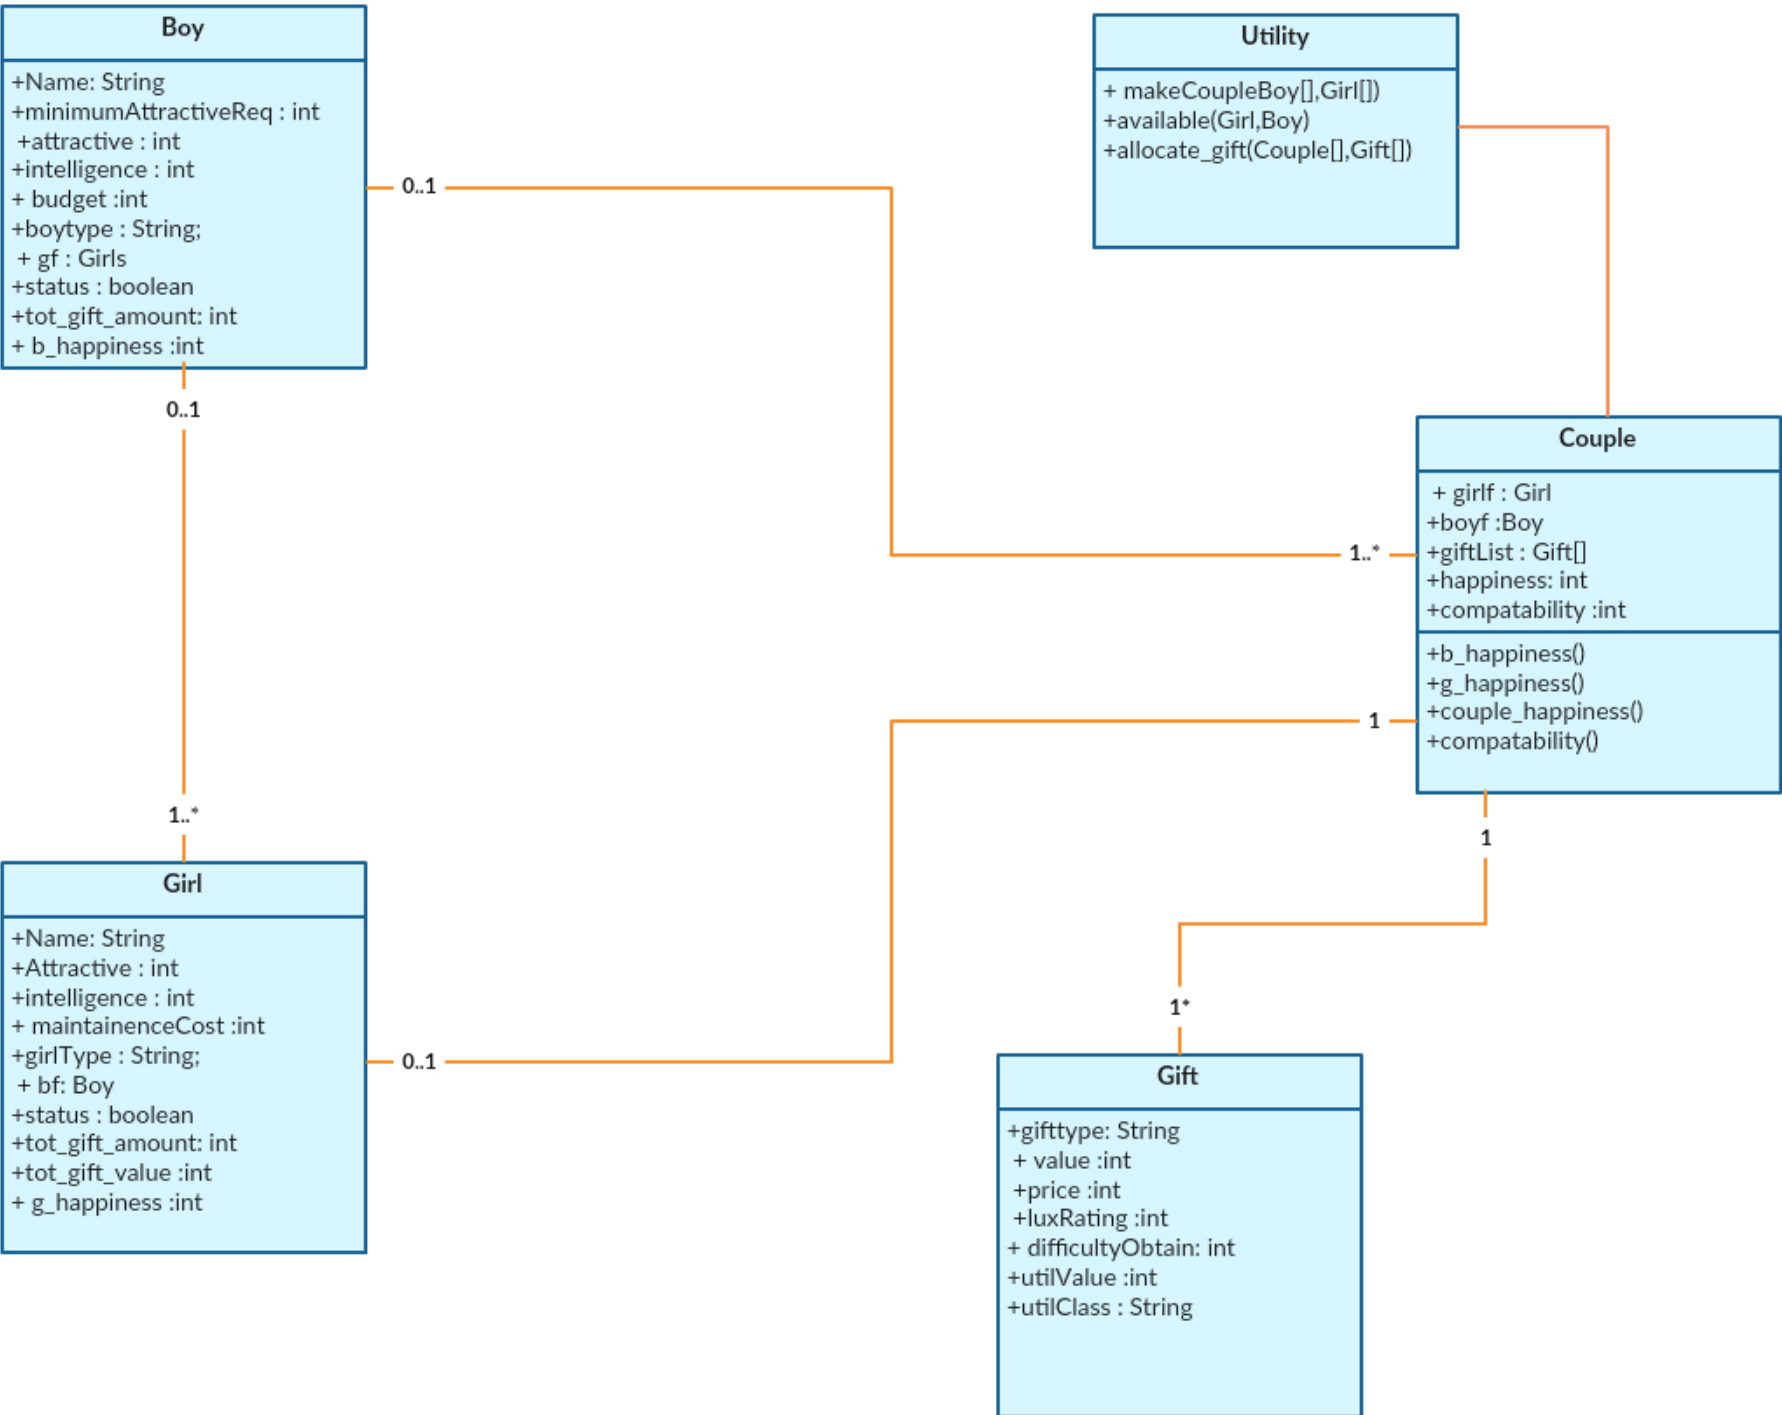 Boy
+Name: String
+minimumAttractiveReq : int
+attractive : int
+intelligence : int
+ budget :int
+boytype : String;
+ gf : Girls
+status : boolean
+tot_gift_amount: int
+ b_happiness :int
0..1
0..1
1..*
Utility
+ makeCoupleBoy[],Girl[])
+available(Girl,Boy)
+allocate_gift(Couple[],Gift[])
Couple
+ girlf : Girl
+boyf :Boy
+giftList : Gift[]
+happiness: int
+compatability :int
+b_happiness()
+g_happiness()
+couple_happiness()
+compatability()
1..*
1
1
Girl
+Name: String
+Attractive : int
+intelligence : int
+ maintainenceCost :int
+girlType : String;
+ bf: Boy
+status : boolean
+tot_gift_amount: int
+tot_gift_value :int
+ g_happiness :int
0..1
1*
Gift
+gifttype: String
+ value :int
+price :int
+luxRating :int
+ difficultyObtain: int
+utilValue :int
+utilClass : String